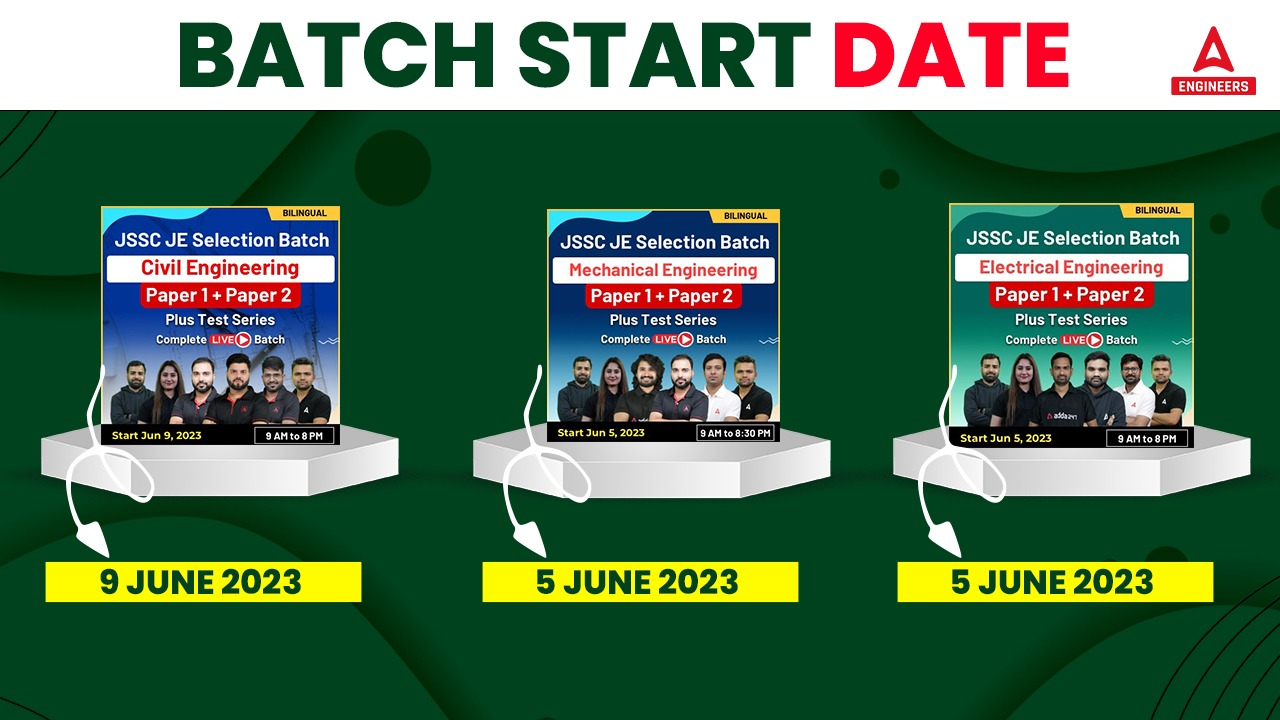 BATCH START DATE
ENGINEERS
BILINGUAL
JSSC JE Selection Batch
Civil Engineering
Paper 1 + Paper 2
Plus Test Series
Complete LIVE Batch
Start Jun 9, 2023
9 AM to 8 PM
9 JUNE 2023
BILINGUAL
JSSC JE Selection Batch
Mechanical Engineering
Paper 1 + Paper 2
Plus Test Series
Complete LIVE Batch
Start Jun 5, 2023
9 AM to 8:30 PM
5 JUNE 2023
BILINGUAL
JSSC JE Selection Batch
Electrical Engineering
Paper 1 + Paper 2
Plus Test Series
Complete LIVE Batch
adda247
Start Jun 5, 2023
9 AM to 8 PM
5 JUNE 2023